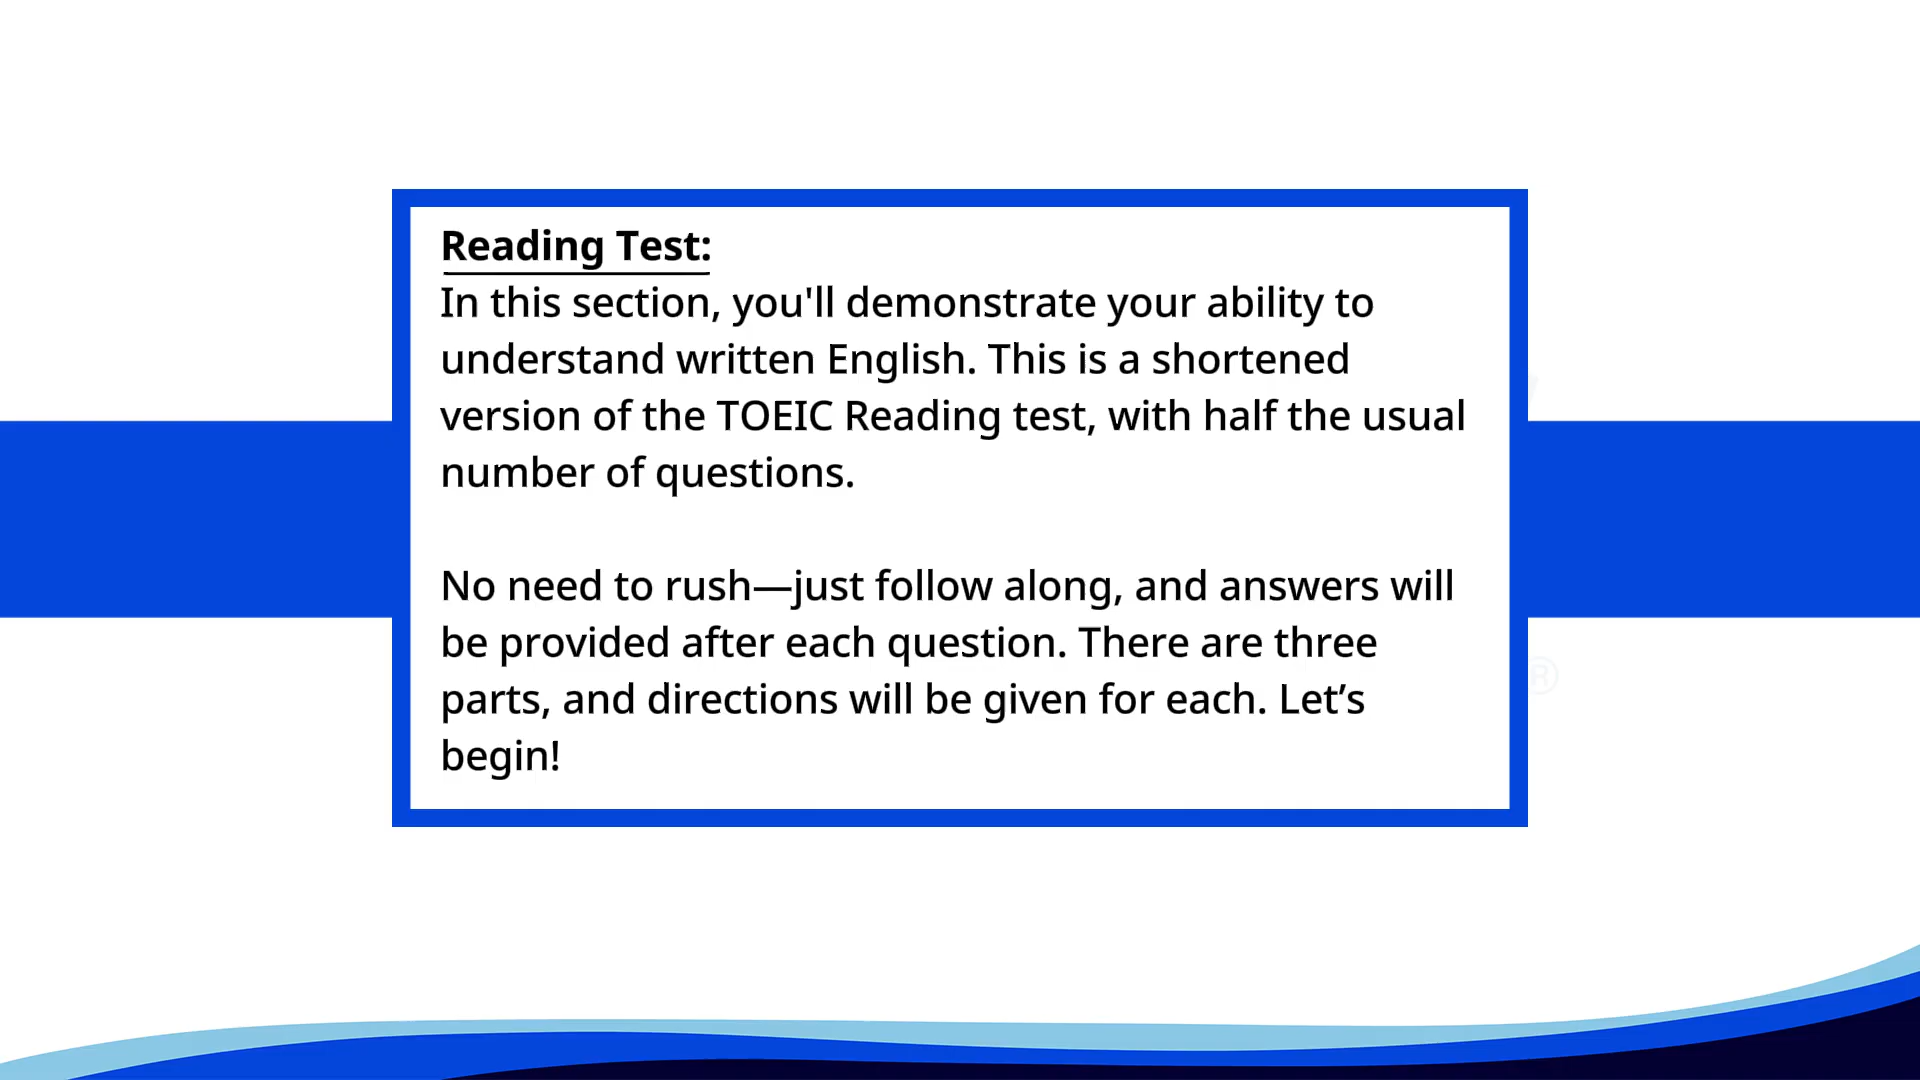 Reading Test:
In this section, you'll demonstrate your ability to
understand written English. This is a shortened
version of the TOEIC Reading test, with half the usual
number of questions.
No need to rush—just follow along, and answers will
be provided after each question. There are three
parts, and directions will be given for each. Let’s
begin!
®